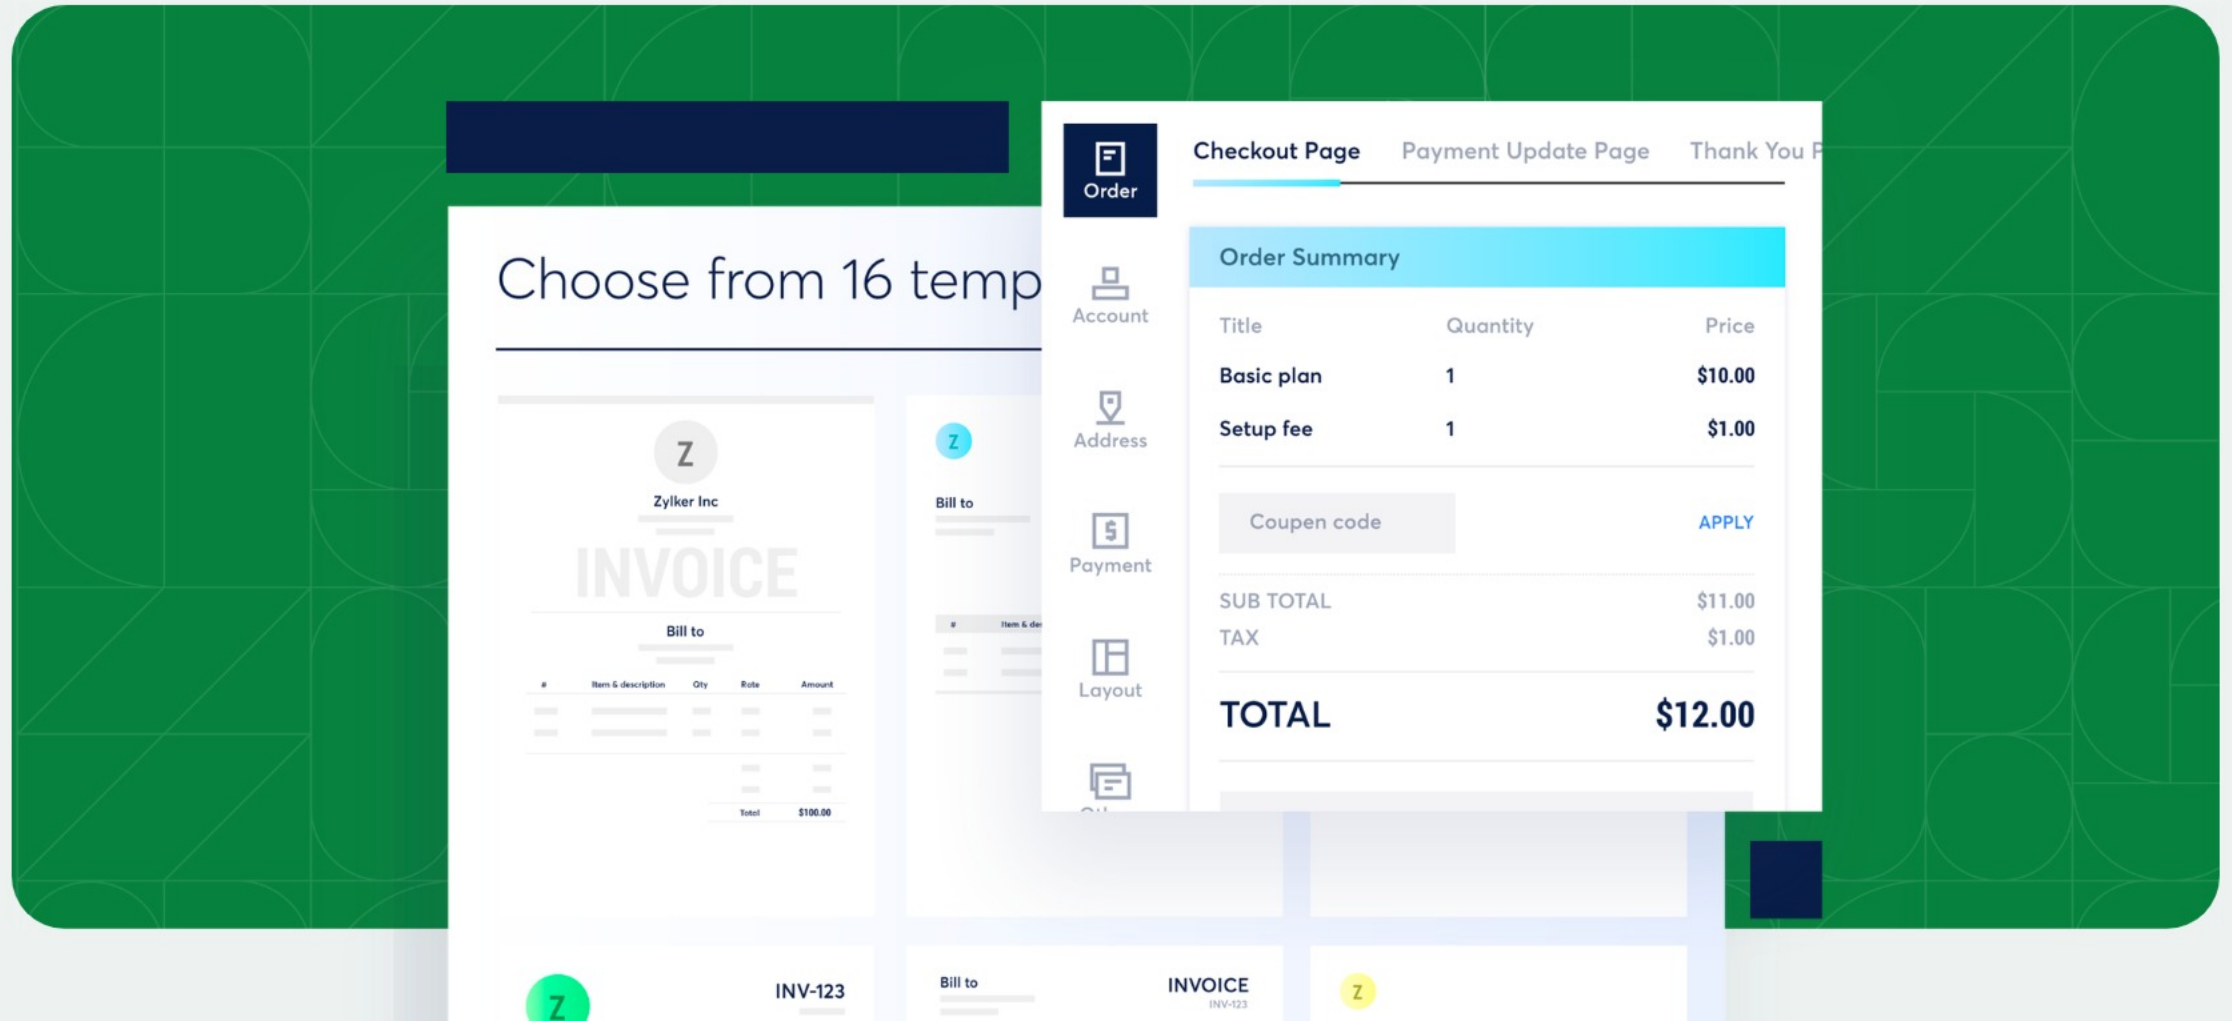 Choose from 16 temp
Z
Zylker Inc
INVOICE
Bill to
# Item & description Qty Rate Amount
Total $100.00
Z
Bill to
# Item & des
Z
INV-123
Bill to
INVOICE
INV-123
Z
Order
Account
Address
Payment
Layout
Checkout Page Payment Update Page Thank You P
Order Summary
Title Quantity Price
Basic plan 1 $10.00
Setup fee 1 $1.00
Coupen code APPLY
SUB TOTAL $11.00
TAX $1.00
TOTAL $12.00